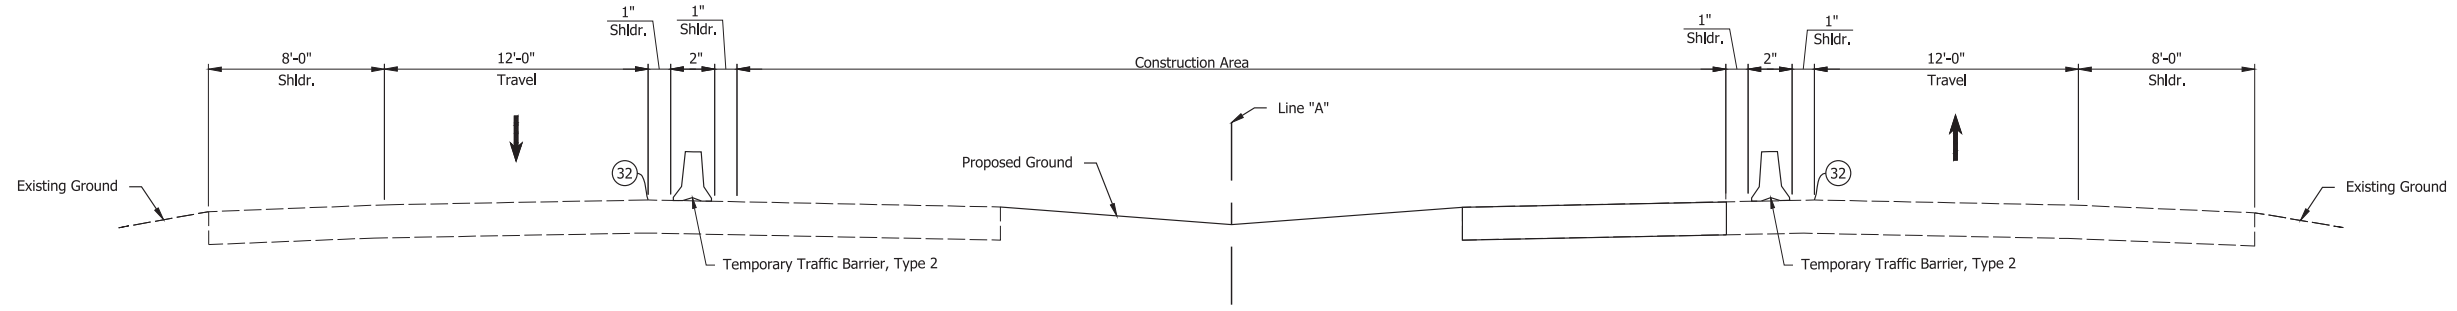 1"
Shldr.
1"
Shldr.
1"
Shldr.
1"
Shldr.
8'-0"
Shldr.
12'-0"
Travel
2"
Construction Area
2"
12'-0"
Travel
8'-0"
Shldr.
Line "A"
Proposed Ground
32
32
Existing Ground
Existing Ground
Temporary Traffic Barrier, Type 2
Temporary Traffic Barrier, Type 2